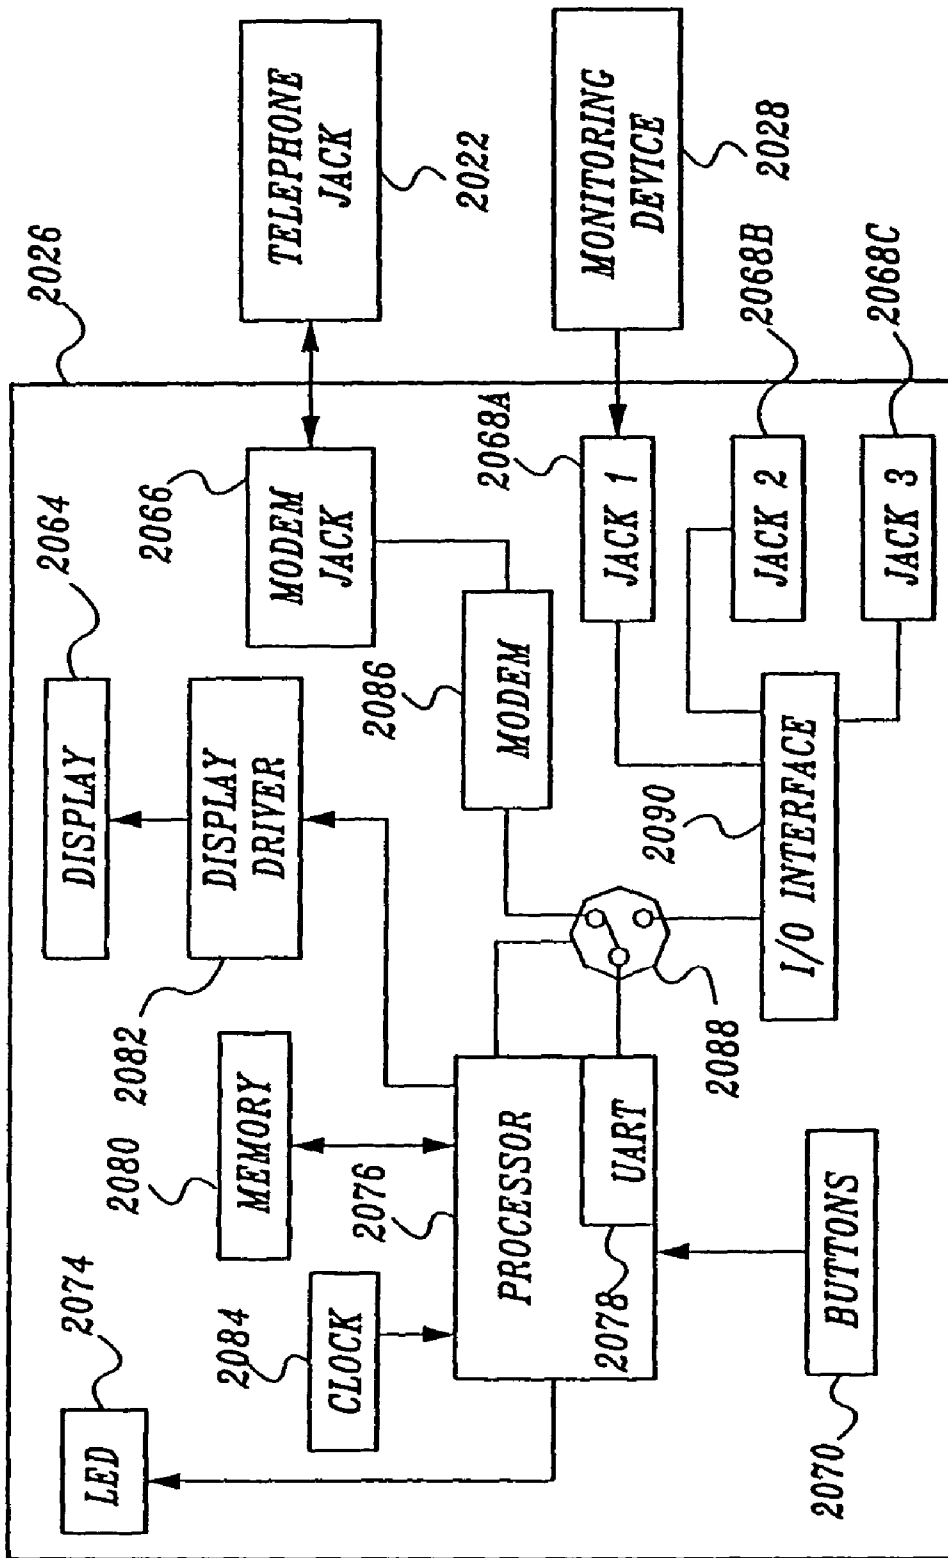 2026
2064
DISPLAY
2066
MODEM
JACK
TELEPHONE
JACK
2022
2074
LED
2080
MEMORY
2082
DISPLAY
DRIVER
2084
CLOCK
2076
PROCESSOR
UART
2078
2086
MODEM
2068A
JACK 1
MONITORING
DEVICE
2028
2088
2090
I/O INTERFACE
JACK 2
2068B
JACK 3
2068C
2070
BUTTONS